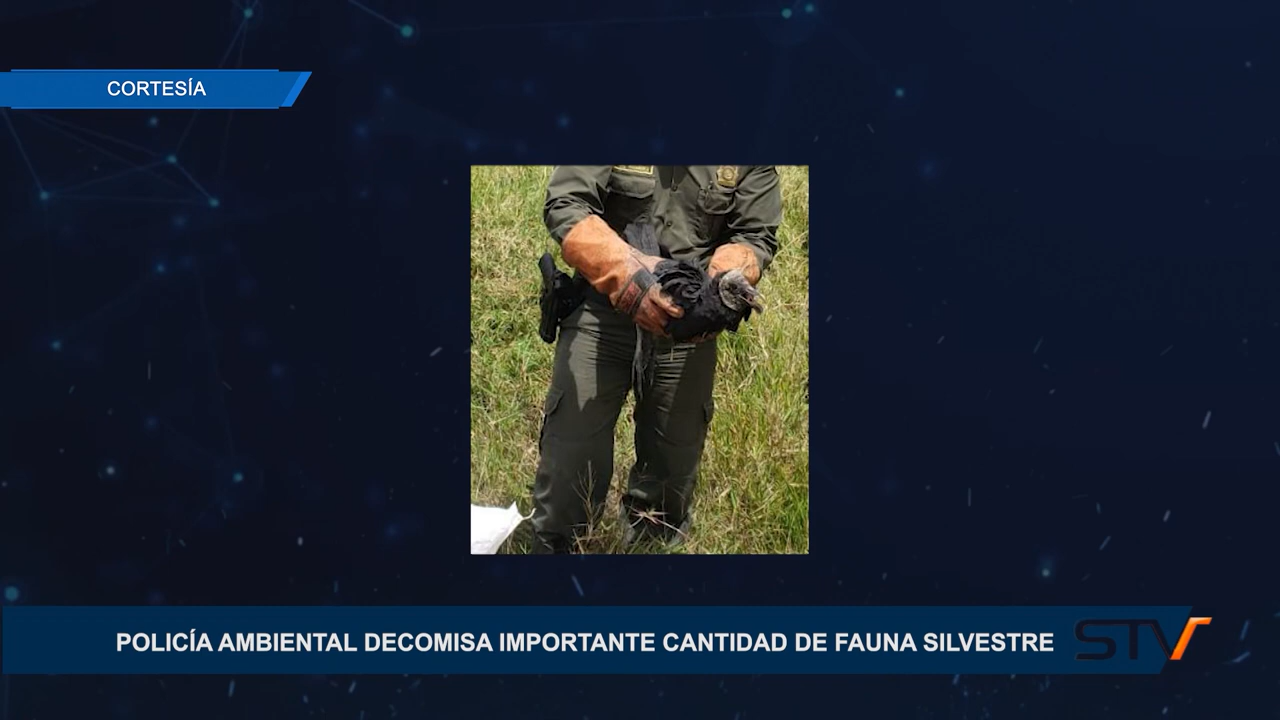 CORTESÍA
POLICÍA AMBIENTAL DECOMISA IMPORTANTE CANTIDAD DE FAUNA SILVESTRE
STV